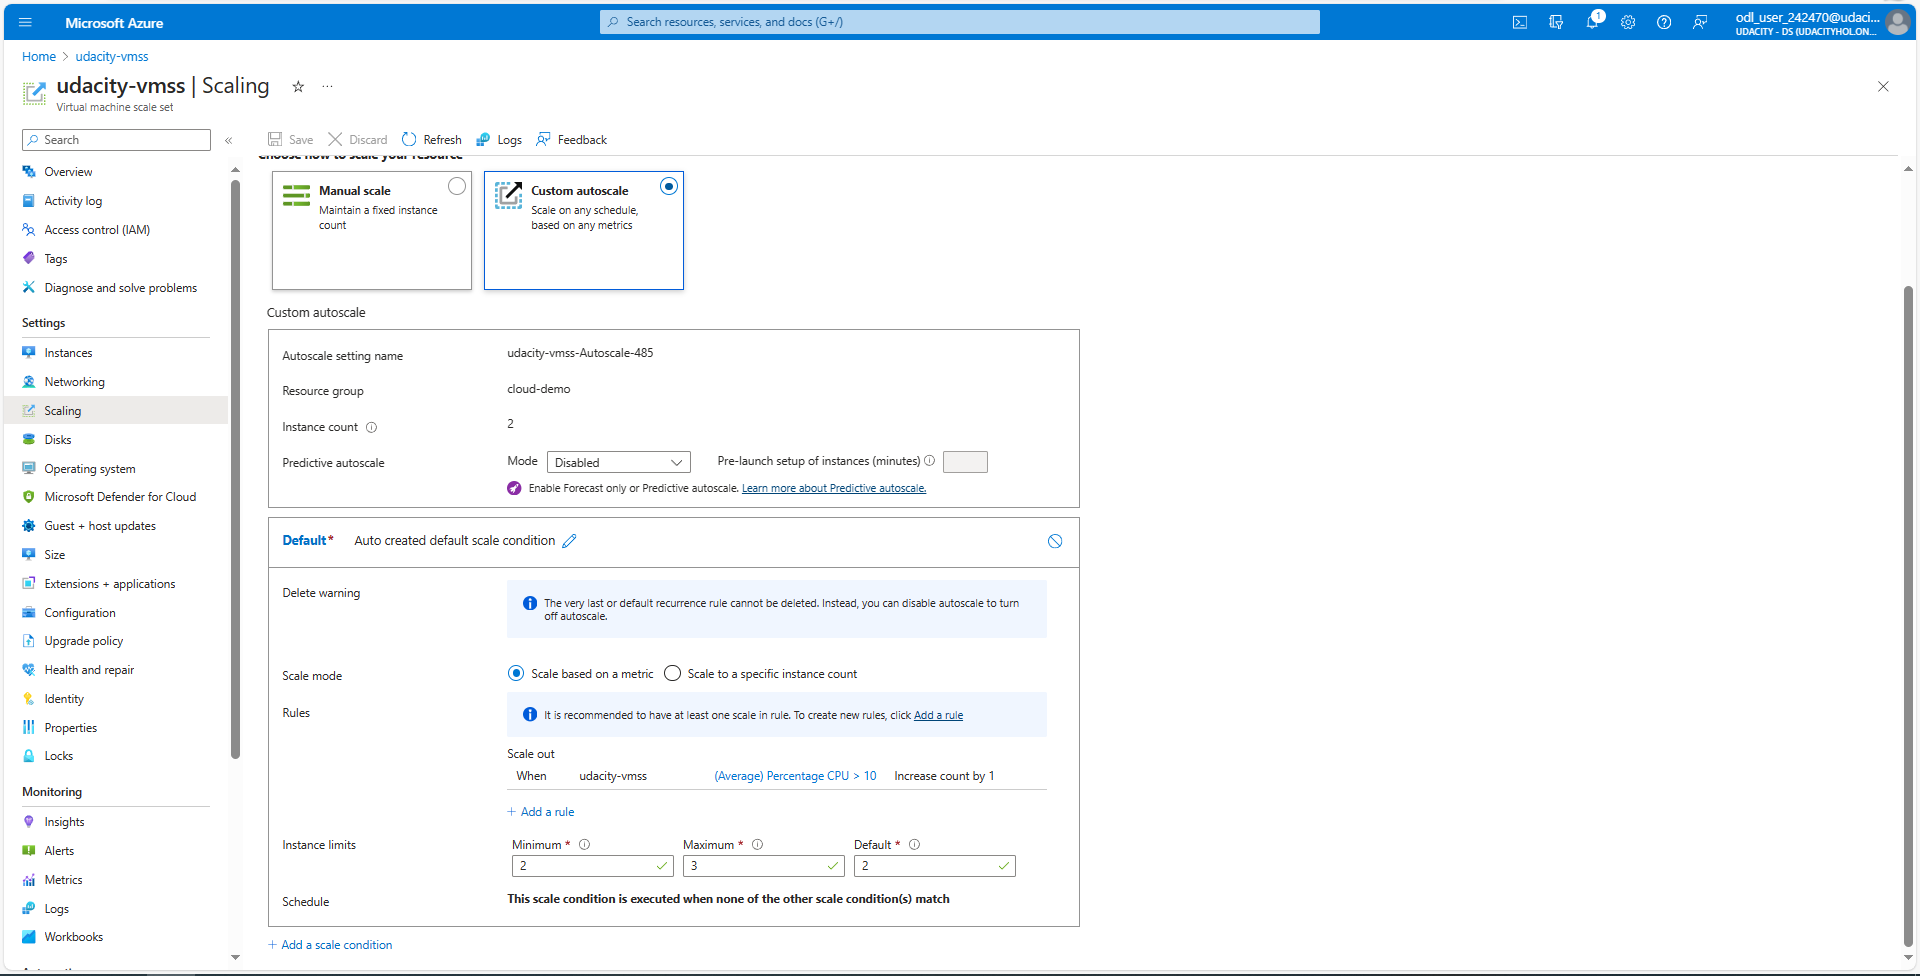 Microsoft Azure
Search resources, services, and docs (G+/)
1
odl_user_242470@udaci...
UDACITY - DS (UDACITYHOL.ON...
Home > udacity-vmss
udacity-vmss | Scaling
Virtual machine scale set
Search
Save
Discard
Refresh
Logs
Feedback
Overview
Activity log
Access control (IAM)
Tags
Diagnose and solve problems
Settings
Instances
Networking
Scaling
Disks
Operating system
Microsoft Defender for Cloud
Guest + host updates
Size
Extensions + applications
Configuration
Upgrade policy
Health and repair
Identity
Properties
Locks
Monitoring
Insights
Alerts
Metrics
Logs
Workbooks
Choose how to scale your resource
Manual scale
Maintain a fixed instance
count
Custom autoscale
Scale on any schedule,
based on any metrics
Custom autoscale
Autoscale setting name udacity-vmss-Autoscale-485
Resource group cloud-demo
Instance count 2
Predictive autoscale Mode Disabled Pre-launch setup of instances (minutes)
Enable Forecast only or Predictive autoscale. Learn more about Predictive autoscale.
Default* Auto created default scale condition
Delete warning
The very last or default recurrence rule cannot be deleted. Instead, you can disable autoscale to turn
off autoscale.
Scale mode Scale based on a metric Scale to a specific instance count
Rules It is recommended to have at least one scale in rule. To create new rules, click Add a rule
Scale out
When udacity-vmss (Average) Percentage CPU > 10 Increase count by 1
+ Add a rule
Instance limits Minimum * Maximum * Default *
2 3 2
Schedule This scale condition is executed when none of the other scale condition(s) match
+ Add a scale condition